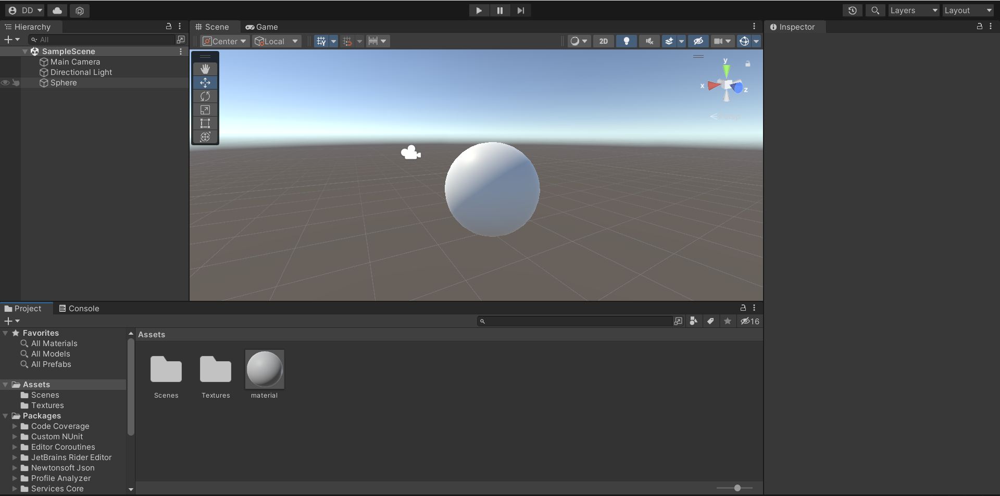 DD
Layers
Layout
Hierarchy
Scene
Game
Inspector
All
Center
Local
2D
SampleScene
Main Camera
Directional Light
Sphere
y
x
z
Persp
Project
Console
16
Favorites
All Materials
All Models
All Prefabs
Assets
Scenes
Textures
Packages
Code Coverage
Custom NUnit
Editor Coroutines
JetBrains Rider Editor
Newtonsoft Json
Profile Analyzer
Services Core
Assets
Scenes
Textures
material